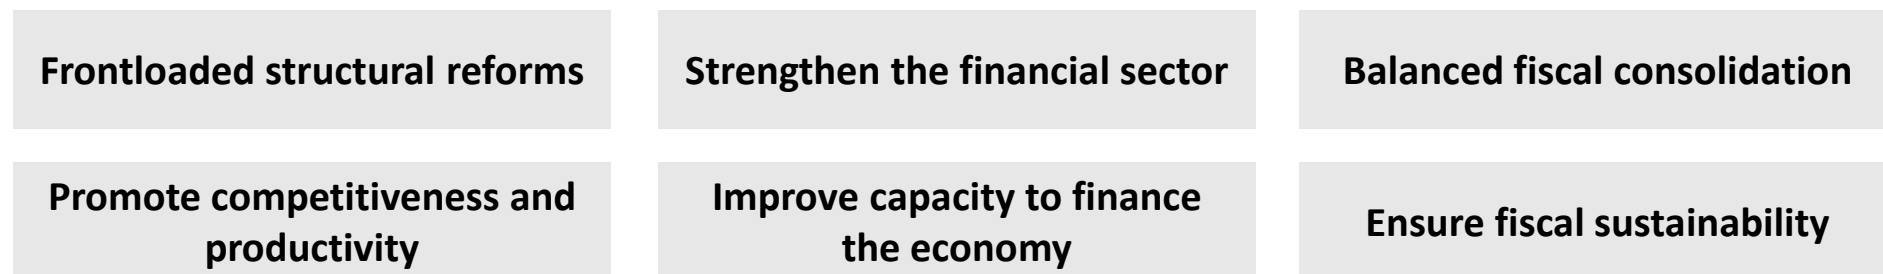 Frontloaded structural reforms
Strengthen the financial sector
Balanced fiscal consolidation
Promote competitiveness and
productivity
Improve capacity to finance
the economy
Ensure fiscal sustainability